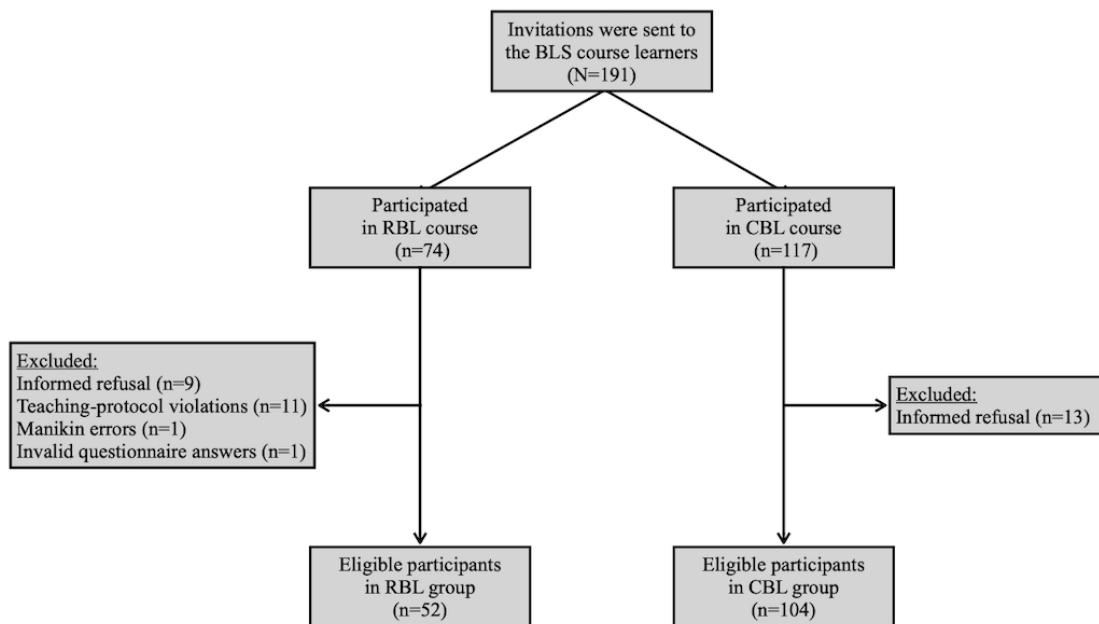 Invitations were sent to
the BLS course learners
(N=191)
Participated
in RBL course
(n=74)
Participated
in CBL course
(n=117)
Excluded:
Informed refusal (n=9)
Teaching-protocol violations (n=11)
Manikin errors (n=1)
Invalid questionnaire answers (n=1)
Excluded:
Informed refusal (n=13)
Eligible participants
in RBL group
(n=52)
Eligible participants
in CBL group
(n=104)